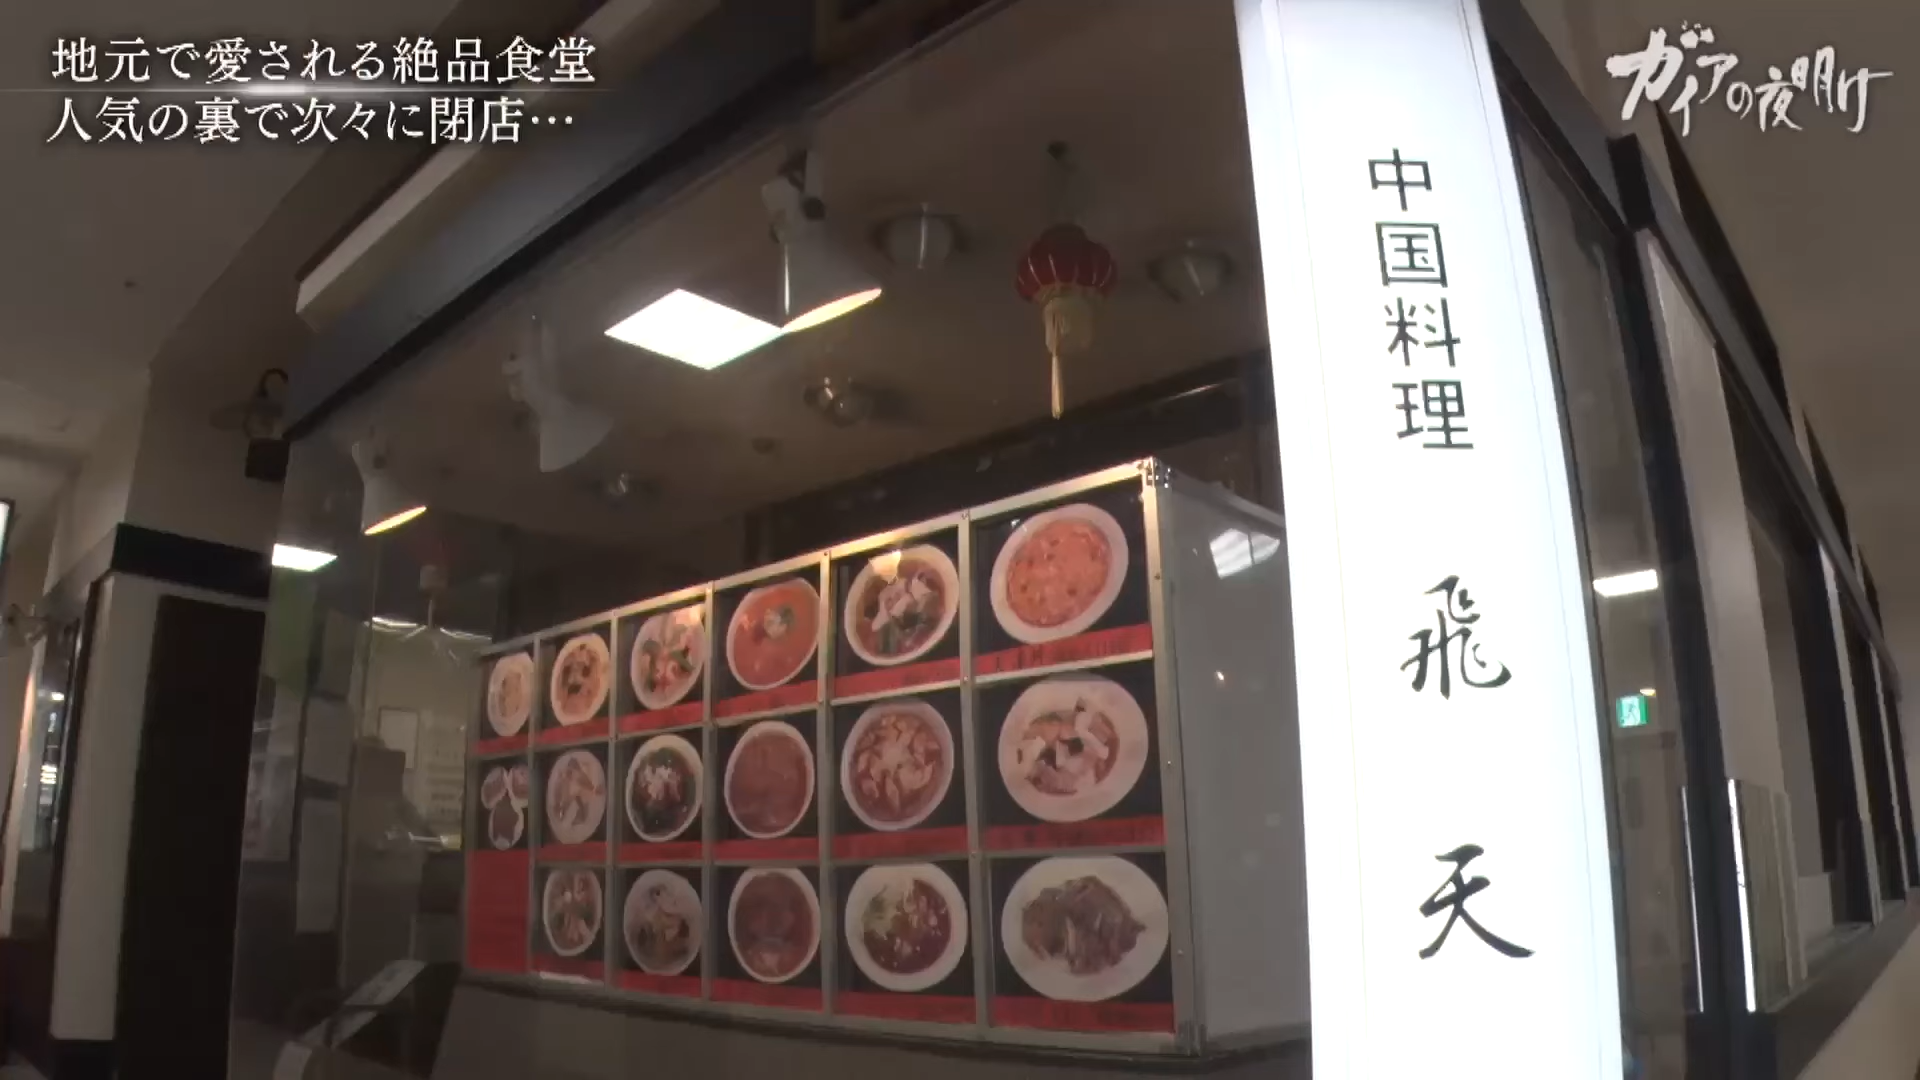 地元で愛される絶品食堂
人気の裏で次々に閉店…
ガイアの夜明け
中国料理 飛天